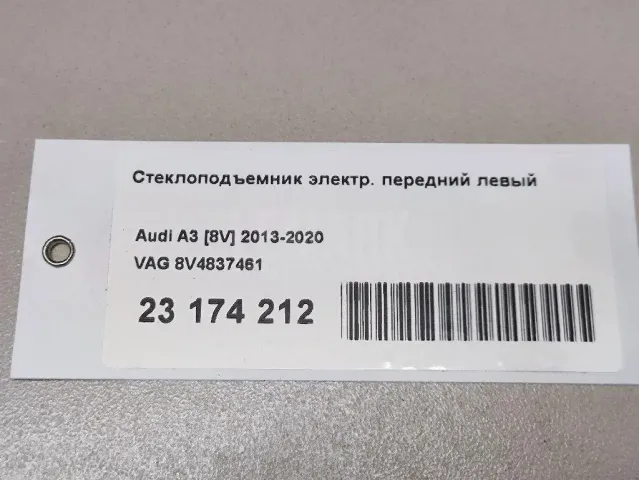 Стеклоподъемник электр. передний левый
Audi A3 [8V] 2013-2020
VAG 8V4837461
23 174 212